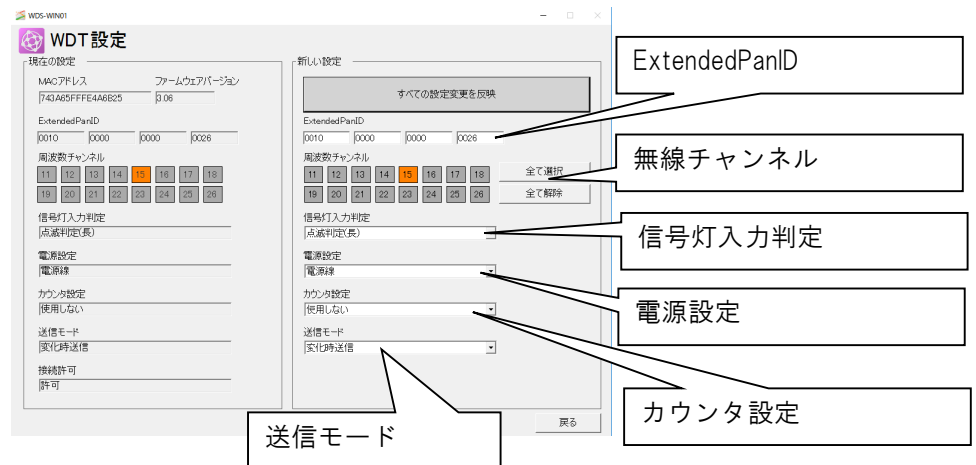 WDS-WIN01
WDT設定
現在の設定
MACアドレス ファームウェアバージョン
743A65FFFE4A6B25 3.06
ExtendedPanID
0010 0000 0000 0026
周波数チャンネル
11 12 13 14 15 16 17 18
19 20 21 22 23 24 25 26
信号灯入力判定
点滅判定(長)
電源設定
電源線
カウンタ設定
使用しない
送信モード
変化時送信
接続許可
許可
新しい設定
すべての設定変更を反映
ExtendedPanID
0010 0000 0000 0026
周波数チャンネル
11 12 13 14 15 16 17 18 全て選択
19 20 21 22 23 24 25 26 全て解除
信号灯入力判定
点滅判定(長)
電源設定
電源線
カウンタ設定
使用しない
送信モード
変化時送信
戻る
ExtendedPanID
無線チャンネル
信号灯入力判定
電源設定
カウンタ設定
送信モード